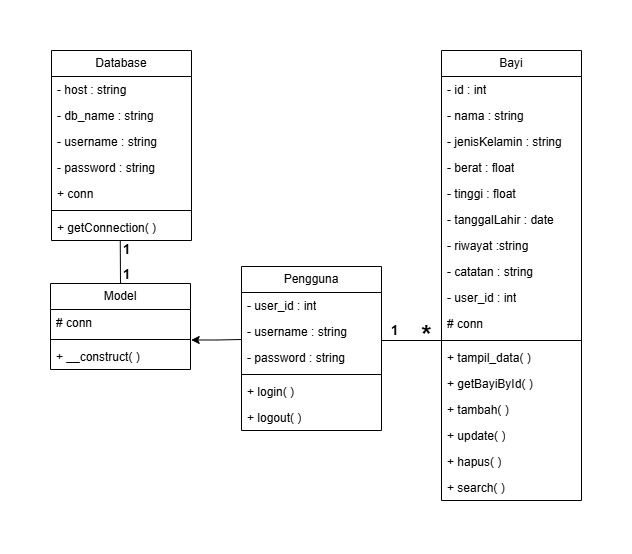 Database
- host : string
- db_name : string
- username : string
- password : string
+ conn
+ getConnection( )
1
1
Model
# conn
+ __construct( )
Pengguna
- user_id : int
- username : string
- password : string
+ login( )
+ logout( )
1
*
Bayi
- id : int
- nama : string
- jenisKelamin : string
- berat : float
- tinggi : float
- tanggalLahir : date
- riwayat :string
- catatan : string
- user_id : int
# conn
+ tampil_data( )
+ getBayiById( )
+ tambah( )
+ update( )
+ hapus( )
+ search( )